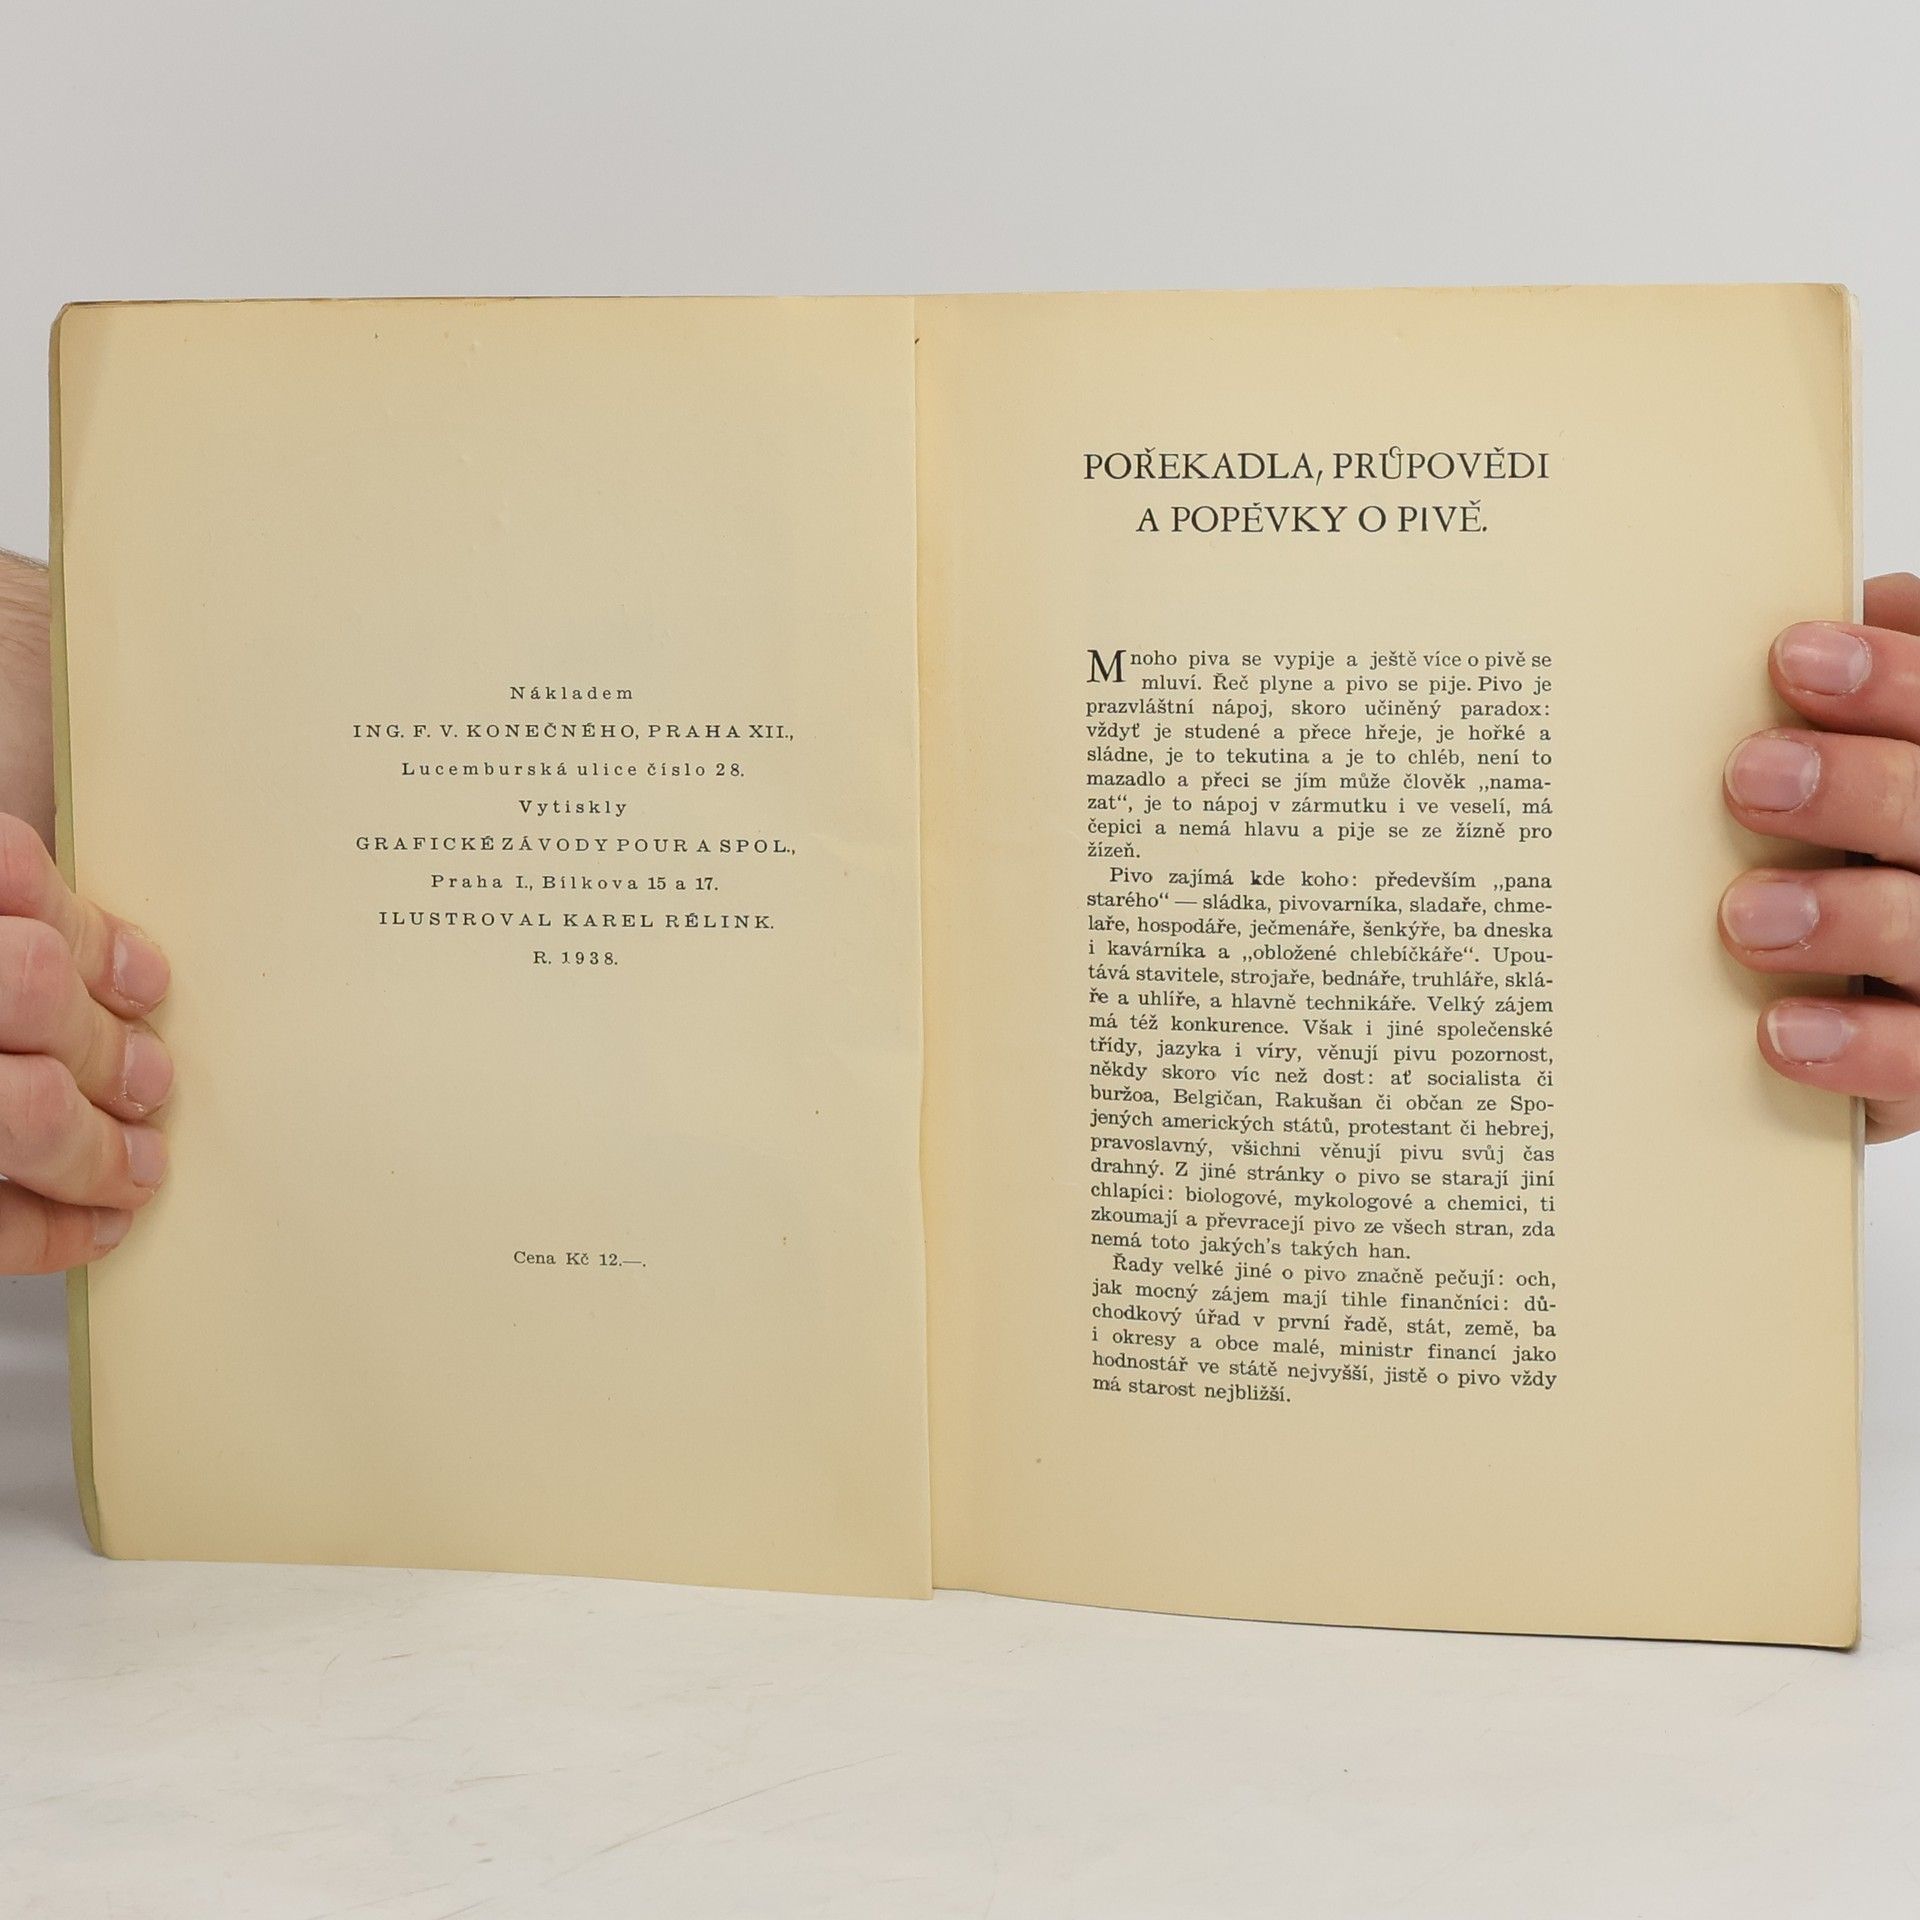 Nákladem
ING. F. V. KONEČNÉHO, PRAHA XII.,
Lucemburská ulice číslo 28.
Vytiskly
GRAFICKÉ ZÁVODY POUR A SPOL.,
Praha I., Bílkova 15 a 17.
ILUSTROVAL KAREL RÉLINK.
R. 1938.
Cena Kč 12.—.
POŘEKADLA, PRŮPOVĚDI
A POPĚVKY O PIVĚ.
Mnoho piva se vypije a ještě více o pivě se
mluví. Řeč plyne a pivo se pije. Pivo je
prazvláštní nápoj, skoro učiněný paradox:
vždyť je studené a přece hřeje, je hořké a
sládne, je to tekutina a je to chléb, není to
mazadlo a přeci se jím může člověk „nama-
zat“, je to nápoj v zármutku i ve veselí, má
čepici a nemá hlavu a pije se ze žízně pro
žízeň.
Pivo zajímá kde koho: především „pana
starého“ — sládka, pivovarníka, sladaře, chme-
laře, hospodáře, ječmenáře, šenkýře, ba dneska
i kavárníka a „obložené chlebíčkáře“. Upou-
tává stavitele, strojaře, bednáře, truhláře, sklá-
ře a uhlíře, a hlavně technikáře. Velký zájem
má též konkurence. Však i jiné společenské
třídy, jazyka i víry, věnují pivu pozornost,
někdy skoro víc než dost: ať socialista či
buržoa, Belgičan, Rakušan či občan ze Spo-
jených amerických států, protestant či hebrej,
pravoslavný, všichni věnují pivu svůj čas
drahný. Z jiné stránky o pivo se starají jiní
chlapíci: biologové, mykologové a chemici, ti
zkoumají a převracejí pivo ze všech stran, zda
nemá toto jakých's takých han.
Řady velké jiné o pivo značně pečují: och,
jak mocný zájem mají tihle finančníci: dů-
chodkový úřad v první řadě, stát, země, ba
i okresy a obce malé, ministr financí jako
hodnostář ve státě nejvyšší, jistě o pivo vždy
má starost nejbližší.